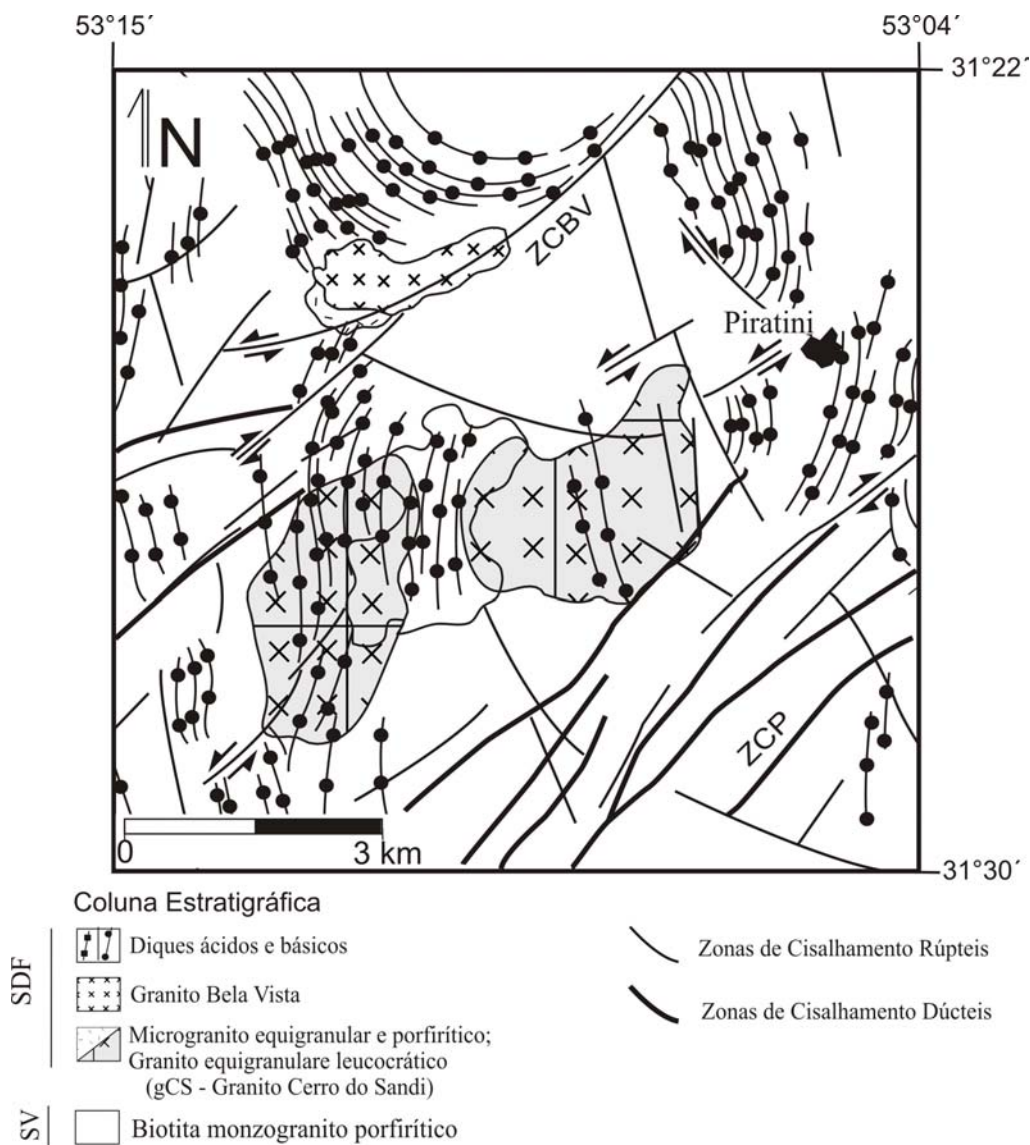 53°15´
53°04´
31°22´
N
ZCBV
Piratini
ZCP
0
3 km
31°30´
Coluna Estratigráfica
SDF
Diques ácidos e básicos
Granito Bela Vista
Microgranito equigranular e porfirítico;
Granito equigranulare leucocrático
(gCS - Granito Cerro do Sandi)
SV
Biotita monzogranito porfirítico
Zonas de Cisalhamento Rúpteis
Zonas de Cisalhamento Dúcteis